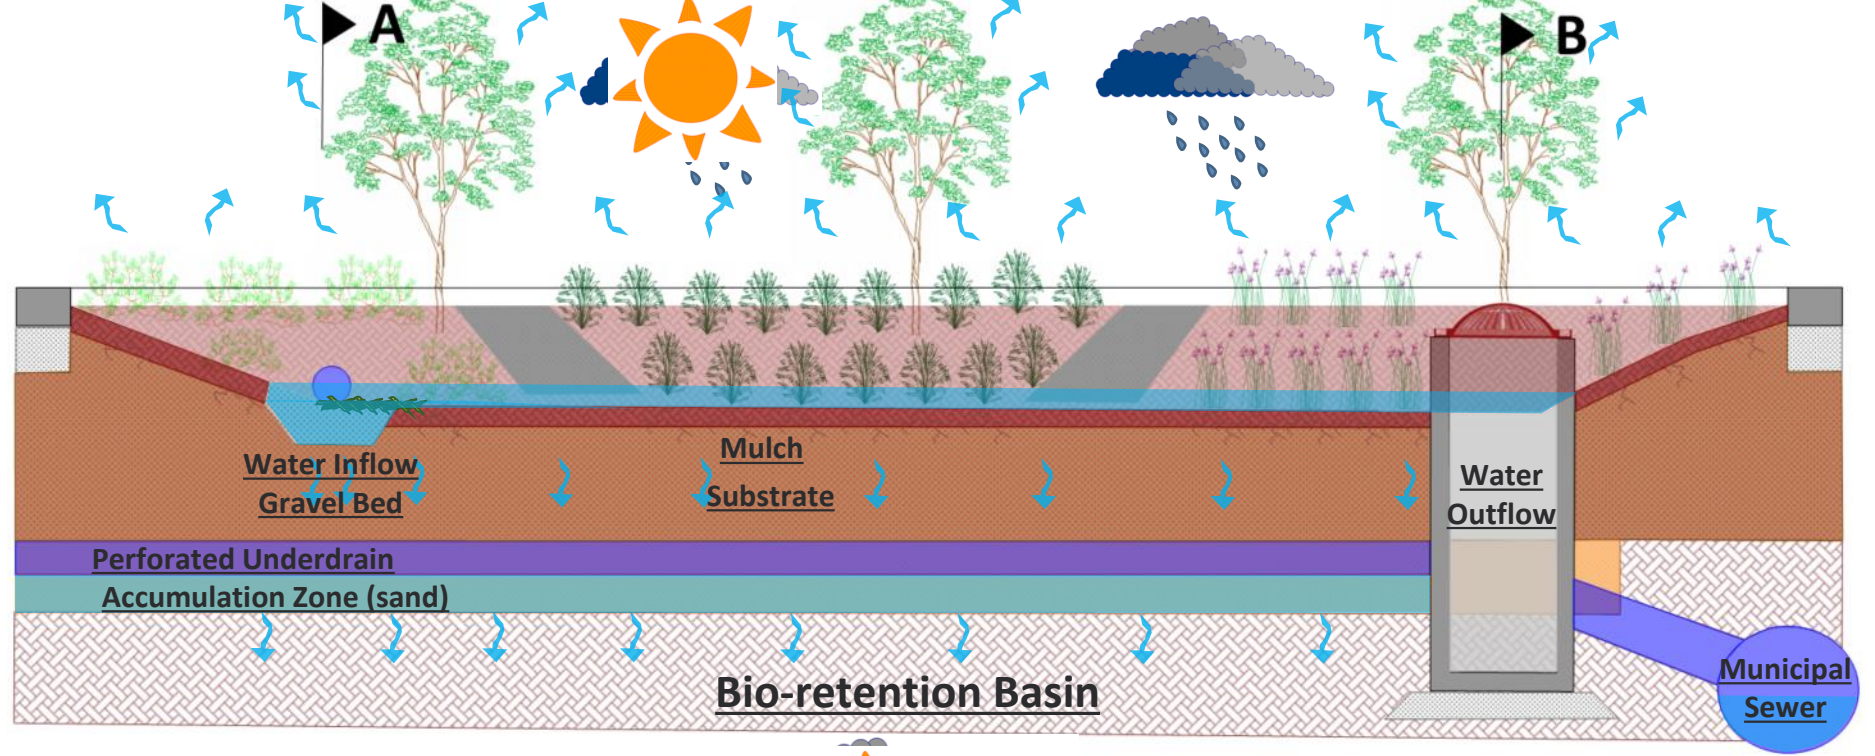 A
B
Mulch
Water Inflow
Gravel Bed
Substrate
Water
Outflow
Perforated Underdrain
Accumulation Zone (sand)
Bio-retention Basin
Municipal
Sewer